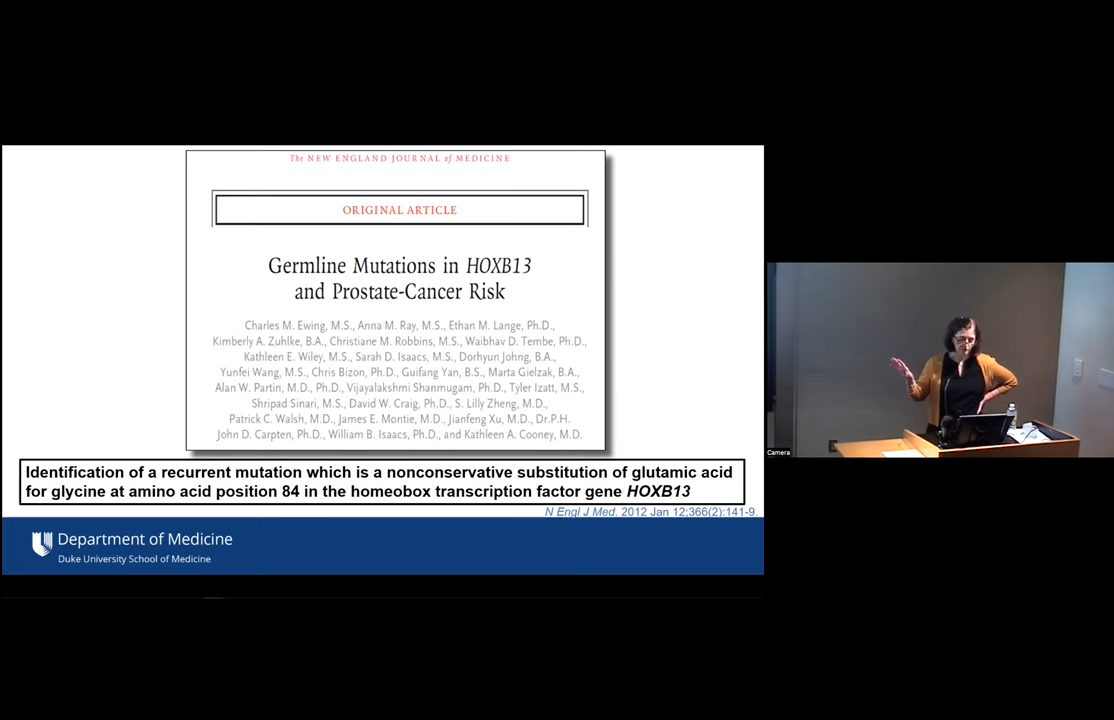 The NEW ENGLAND JOURNAL of MEDICINE
ORIGINAL ARTICLE
Germline Mutations in HOXB13
and Prostate-Cancer Risk
Charles M. Ewing, M.S., Anna M. Ray, M.S., Ethan M. Lange, Ph.D.,
Kimberly A. Zuhlke, B.A., Christiane M. Robbins, M.S., Waibhav D. Tembe, Ph.D.,
Kathleen E. Wiley, M.S., Sarah D. Isaacs, M.S., Dorhyun Johng, B.A.,
Yunfei Wang, M.S., Chris Bizon, Ph.D., Guifang Yan, B.S., Marta Gielzak, B.A.,
Alan W. Partin, M.D., Ph.D., Vijayalakshmi Shanmugam, Ph.D., Tyler Izatt, M.S.,
Shripad Sinari, M.S., David W. Craig, Ph.D., S. Lilly Zheng, M.D.,
Patrick C. Walsh, M.D., James E. Montie, M.D., Jianfeng Xu, M.D., Dr.P.H.,
John D. Carpten, Ph.D., William B. Isaacs, Ph.D., and Kathleen A. Cooney, M.D.
Identification of a recurrent mutation which is a nonconservative substitution of glutamic acid
for glycine at amino acid position 84 in the homeobox transcription factor gene HOXB13
N Engl J Med. 2012 Jan 12;366(2):141-9.
Department of Medicine
Duke University School of Medicine
Camera